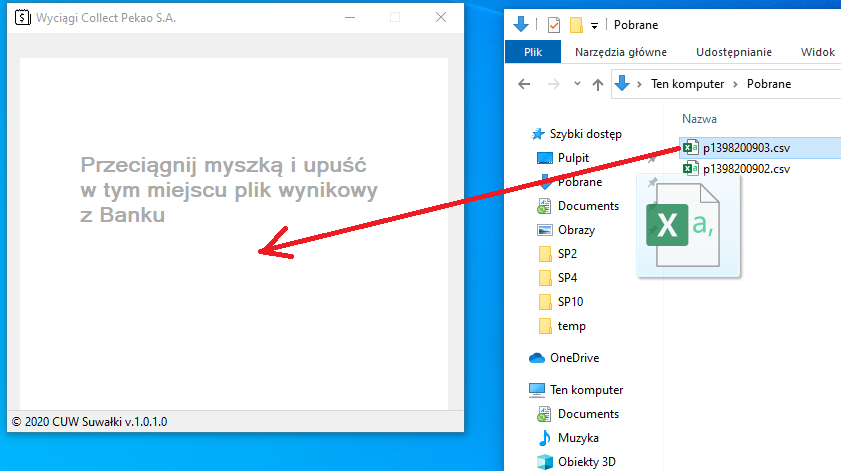 Wyciągi Collect Pekao S.A.
Przeciągnij myszką i upuść
w tym miejscu plik wynikowy
z Banku
© 2020 CUW Suwałki v.1.0.1.0
Pobrane
Plik
Narzędzia główne
Udostępnianie
Widok
Ten komputer
Pobrane
Nazwa
p1398200903.csv
p1398200902.csv
X a,
Szybki dostęp
Pulpit
Pobrane
Documents
Obrazy
SP2
SP4
SP10
temp
OneDrive
Ten komputer
Documents
Muzyka
Obiekty 3D